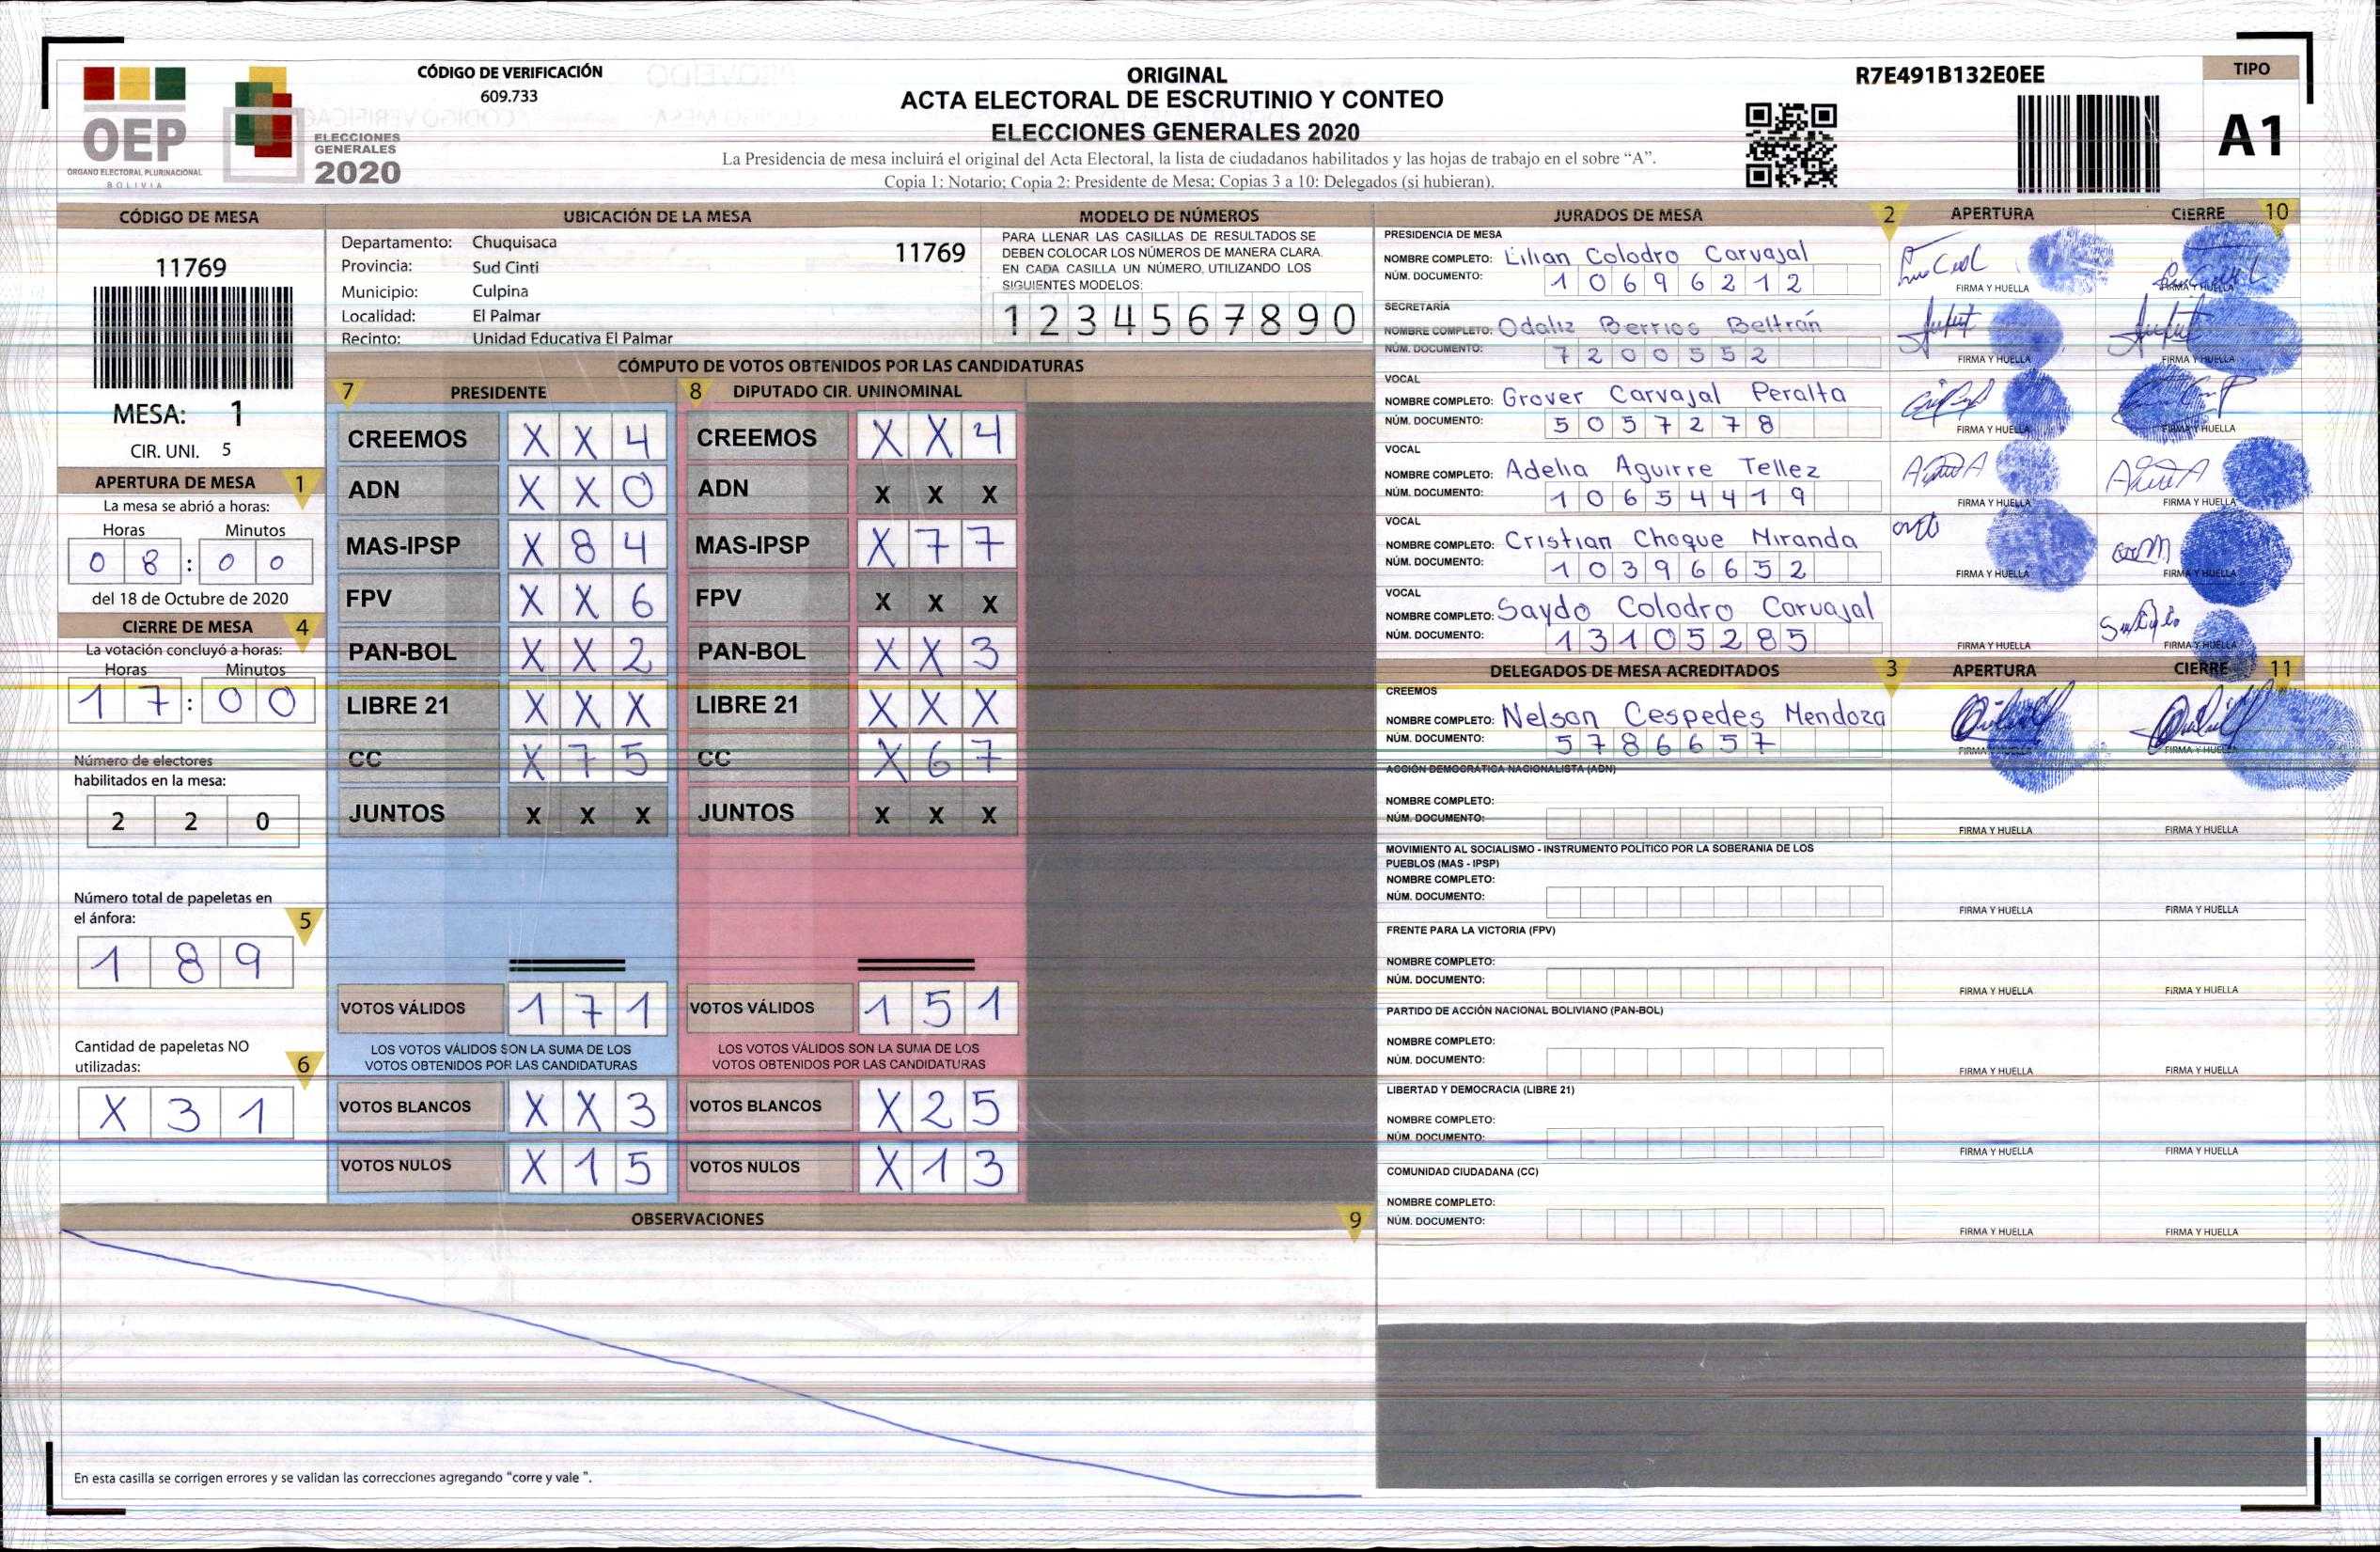 CÓDIGO DE VERIFICACIÓN
609.733
ORIGINAL
ACTA ELECTORAL DE ESCRUTINIO Y CONTEO
ELECCIONES GENERALES 2020
La Presidencia de mesa incluirá el original del Acta Electoral, la lista de ciudadanos habilitados y las hojas de trabajo en el sobre “A”.
Copia 1: Notario; Copia 2: Presidente de Mesa; Copias 3 a 10: Delegados (si hubieran).
R7E491B132E0EE
TIPO
A1
OEP
ÓRGANO ELECTORAL PLURINACIONAL
BOLIVIA
ELECCIONES
GENERALES
2020
CÓDIGO DE MESA
11769
MESA: 1
CIR. UNI. 5
APERTURA DE MESA 1
La mesa se abrió a horas:
Horas Minutos
0 8 : 0 0
del 18 de Octubre de 2020
CIERRE DE MESA 4
La votación concluyó a horas:
Horas Minutos
1 7 : 0 0
Número de electores
habilitados en la mesa:
2 2 0
Número total de papeletas en
el ánfora: 5
1 8 9
Cantidad de papeletas NO
utilizadas: 6
X 3 1
UBICACIÓN DE LA MESA
Departamento: Chuquisaca 11769
Provincia: Sud Cinti
Municipio: Culpina
Localidad: El Palmar
Recinto: Unidad Educativa El Palmar
MODELO DE NÚMEROS
PARA LLENAR LAS CASILLAS DE RESULTADOS SE
DEBEN COLOCAR LOS NÚMEROS DE MANERA CLARA.
EN CADA CASILLA UN NÚMERO, UTILIZANDO LOS
SIGUIENTES MODELOS:
1 2 3 4 5 6 7 8 9 0
CÓMPUTO DE VOTOS OBTENIDOS POR LAS CANDIDATURAS
7 PRESIDENTE 8 DIPUTADO CIR. UNINOMINAL
CREEMOS X X 4 CREEMOS X X 4
ADN X X 0 ADN X X X
MAS-IPSP X 8 4 MAS-IPSP X 7 7
FPV X X 6 FPV X X X
PAN-BOL X X 2 PAN-BOL X X 3
LIBRE 21 X X X LIBRE 21 X X X
CC X 7 5 CC X 6 7
JUNTOS X X X JUNTOS X X X
VOTOS VÁLIDOS 1 7 1 VOTOS VÁLIDOS 1 5 1
LOS VOTOS VÁLIDOS SON LA SUMA DE LOS LOS VOTOS VÁLIDOS SON LA SUMA DE LOS
VOTOS OBTENIDOS POR LAS CANDIDATURAS VOTOS OBTENIDOS POR LAS CANDIDATURAS
VOTOS BLANCOS X X 3 VOTOS BLANCOS X 2 5
VOTOS NULOS X 1 5 VOTOS NULOS X 1 3
OBSERVACIONES 9
En esta casilla se corrigen errores y se validan las correcciones agregando “corre y vale ”.
JURADOS DE MESA 2 APERTURA CIERRE 10
PRESIDENCIA DE MESA
NOMBRE COMPLETO: Lilian Colodro Carvajal
NÚM. DOCUMENTO: 1 0 6 9 6 2 1 2
FIRMA Y HUELLA FIRMA Y HUELLA
SECRETARÍA
NOMBRE COMPLETO: Odaliz Berrios Beltrán
NÚM. DOCUMENTO: 7 2 0 0 5 5 2
FIRMA Y HUELLA FIRMA Y HUELLA
VOCAL
NOMBRE COMPLETO: Grover Carvajal Peralta
NÚM. DOCUMENTO: 5 0 5 7 2 7 8
FIRMA Y HUELLA FIRMA Y HUELLA
VOCAL
NOMBRE COMPLETO: Adelia Aguirre Tellez
NÚM. DOCUMENTO: 1 0 6 5 4 4 1 9
FIRMA Y HUELLA FIRMA Y HUELLA
VOCAL
NOMBRE COMPLETO: Cristian Choque Miranda
NÚM. DOCUMENTO: 1 0 3 9 6 6 5 2
FIRMA Y HUELLA FIRMA Y HUELLA
VOCAL
NOMBRE COMPLETO: Saydo Colodro Carvajal
NÚM. DOCUMENTO: 1 3 1 0 5 2 8 5
FIRMA Y HUELLA FIRMA Y HUELLA
DELEGADOS DE MESA ACREDITADOS 3 APERTURA CIERRE 11
CREEMOS
NOMBRE COMPLETO: Nelson Cespedes Mendoza
NÚM. DOCUMENTO: 5 7 8 6 6 5 7
FIRMA Y HUELLA FIRMA Y HUELLA
ACCIÓN DEMOCRÁTICA NACIONALISTA (ADN)
NOMBRE COMPLETO:
NÚM. DOCUMENTO:
FIRMA Y HUELLA FIRMA Y HUELLA
MOVIMIENTO AL SOCIALISMO - INSTRUMENTO POLÍTICO POR LA SOBERANIA DE LOS
PUEBLOS (MAS - IPSP)
NOMBRE COMPLETO:
NÚM. DOCUMENTO:
FIRMA Y HUELLA FIRMA Y HUELLA
FRENTE PARA LA VICTORIA (FPV)
NOMBRE COMPLETO:
NÚM. DOCUMENTO:
FIRMA Y HUELLA FIRMA Y HUELLA
PARTIDO DE ACCIÓN NACIONAL BOLIVIANO (PAN-BOL)
NOMBRE COMPLETO:
NÚM. DOCUMENTO:
FIRMA Y HUELLA FIRMA Y HUELLA
LIBERTAD Y DEMOCRACIA (LIBRE 21)
NOMBRE COMPLETO:
NÚM. DOCUMENTO:
FIRMA Y HUELLA FIRMA Y HUELLA
COMUNIDAD CIUDADANA (CC)
NOMBRE COMPLETO:
NÚM. DOCUMENTO:
FIRMA Y HUELLA FIRMA Y HUELLA